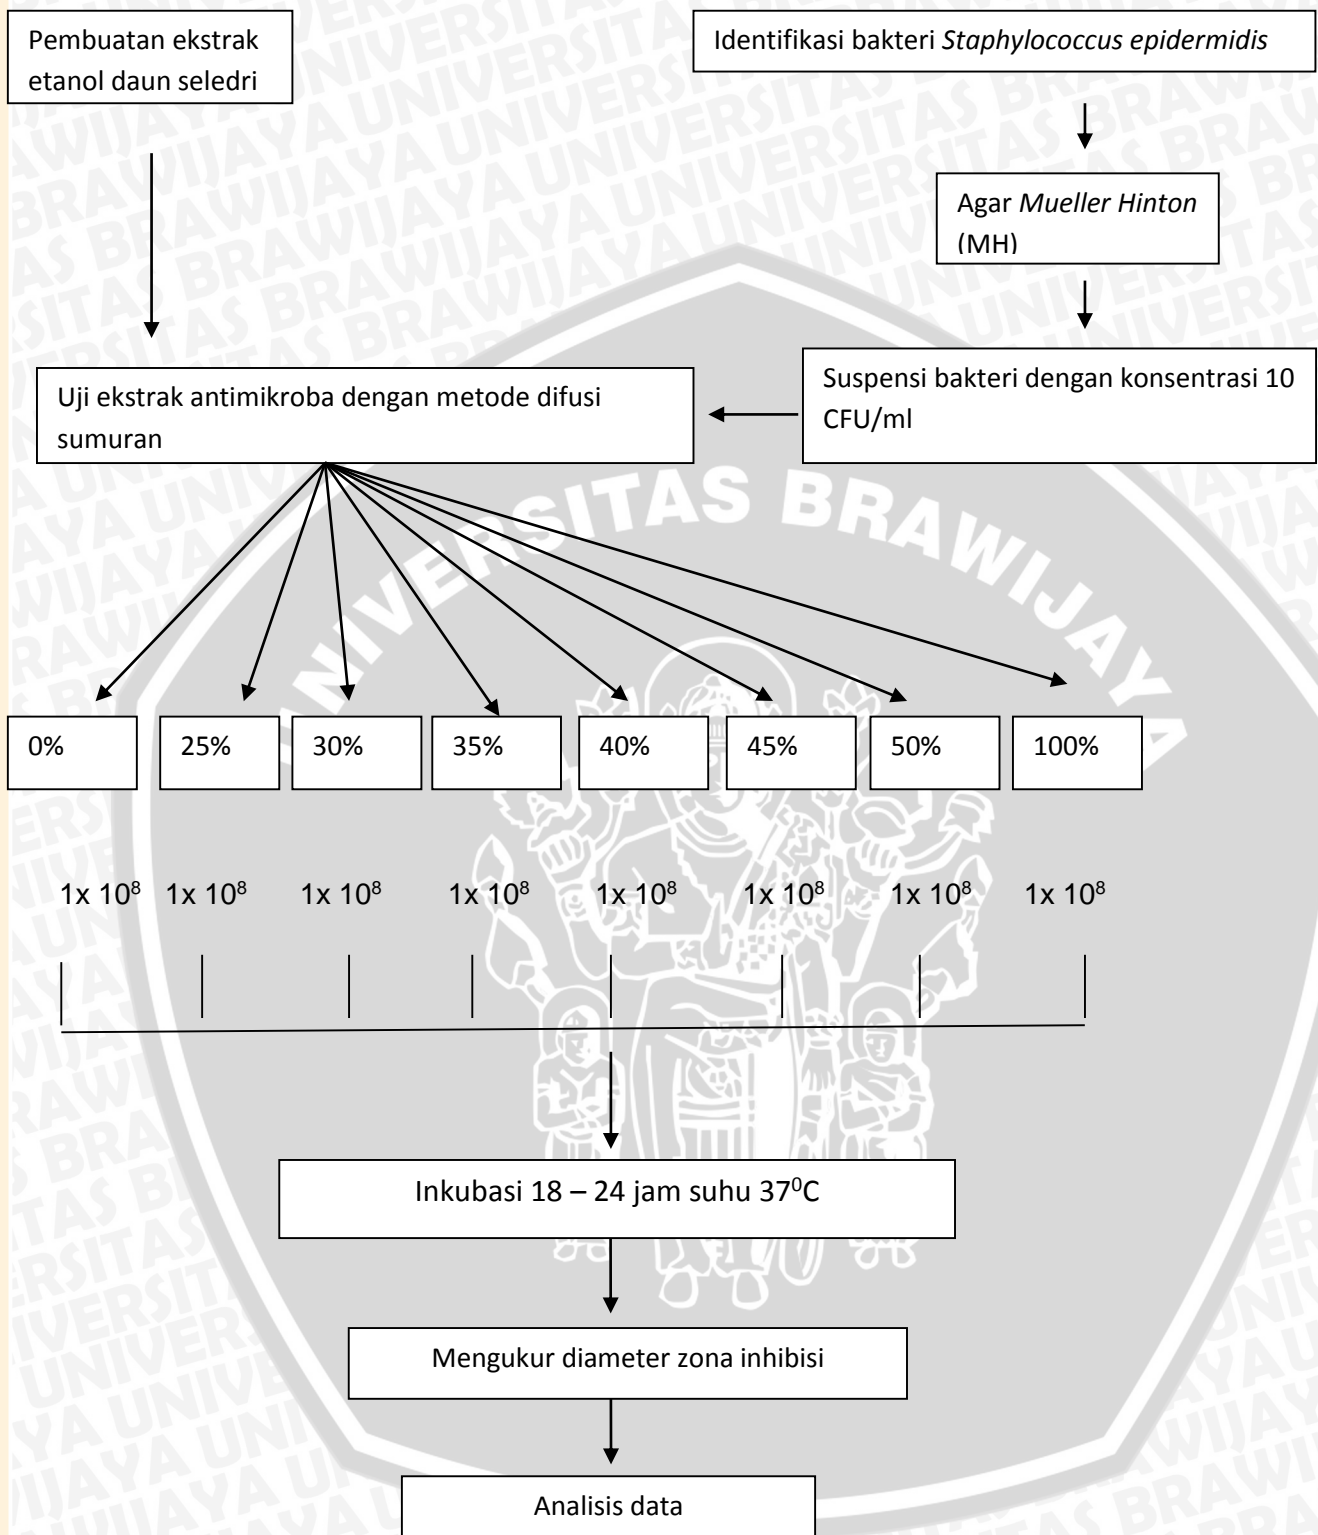 Pembuatan ekstrak
etanol daun seledri
Identifikasi bakteri Staphylococcus epidermidis
Agar Mueller Hinton
(MH)
Uji ekstrak antimikroba dengan metode difusi
sumuran
Suspensi bakteri dengan konsentrasi 10
CFU/ml
UNIVERSITAS BRAWIJAYA
0% 25% 30% 35% 40% 45% 50% 100%
1x 10⁸ 1x 10⁸ 1x 10⁸ 1x 10⁸ 1x 10⁸ 1x 10⁸ 1x 10⁸ 1x 10⁸
Inkubasi 18 – 24 jam suhu 37⁰C
Mengukur diameter zona inhibisi
Analisis data